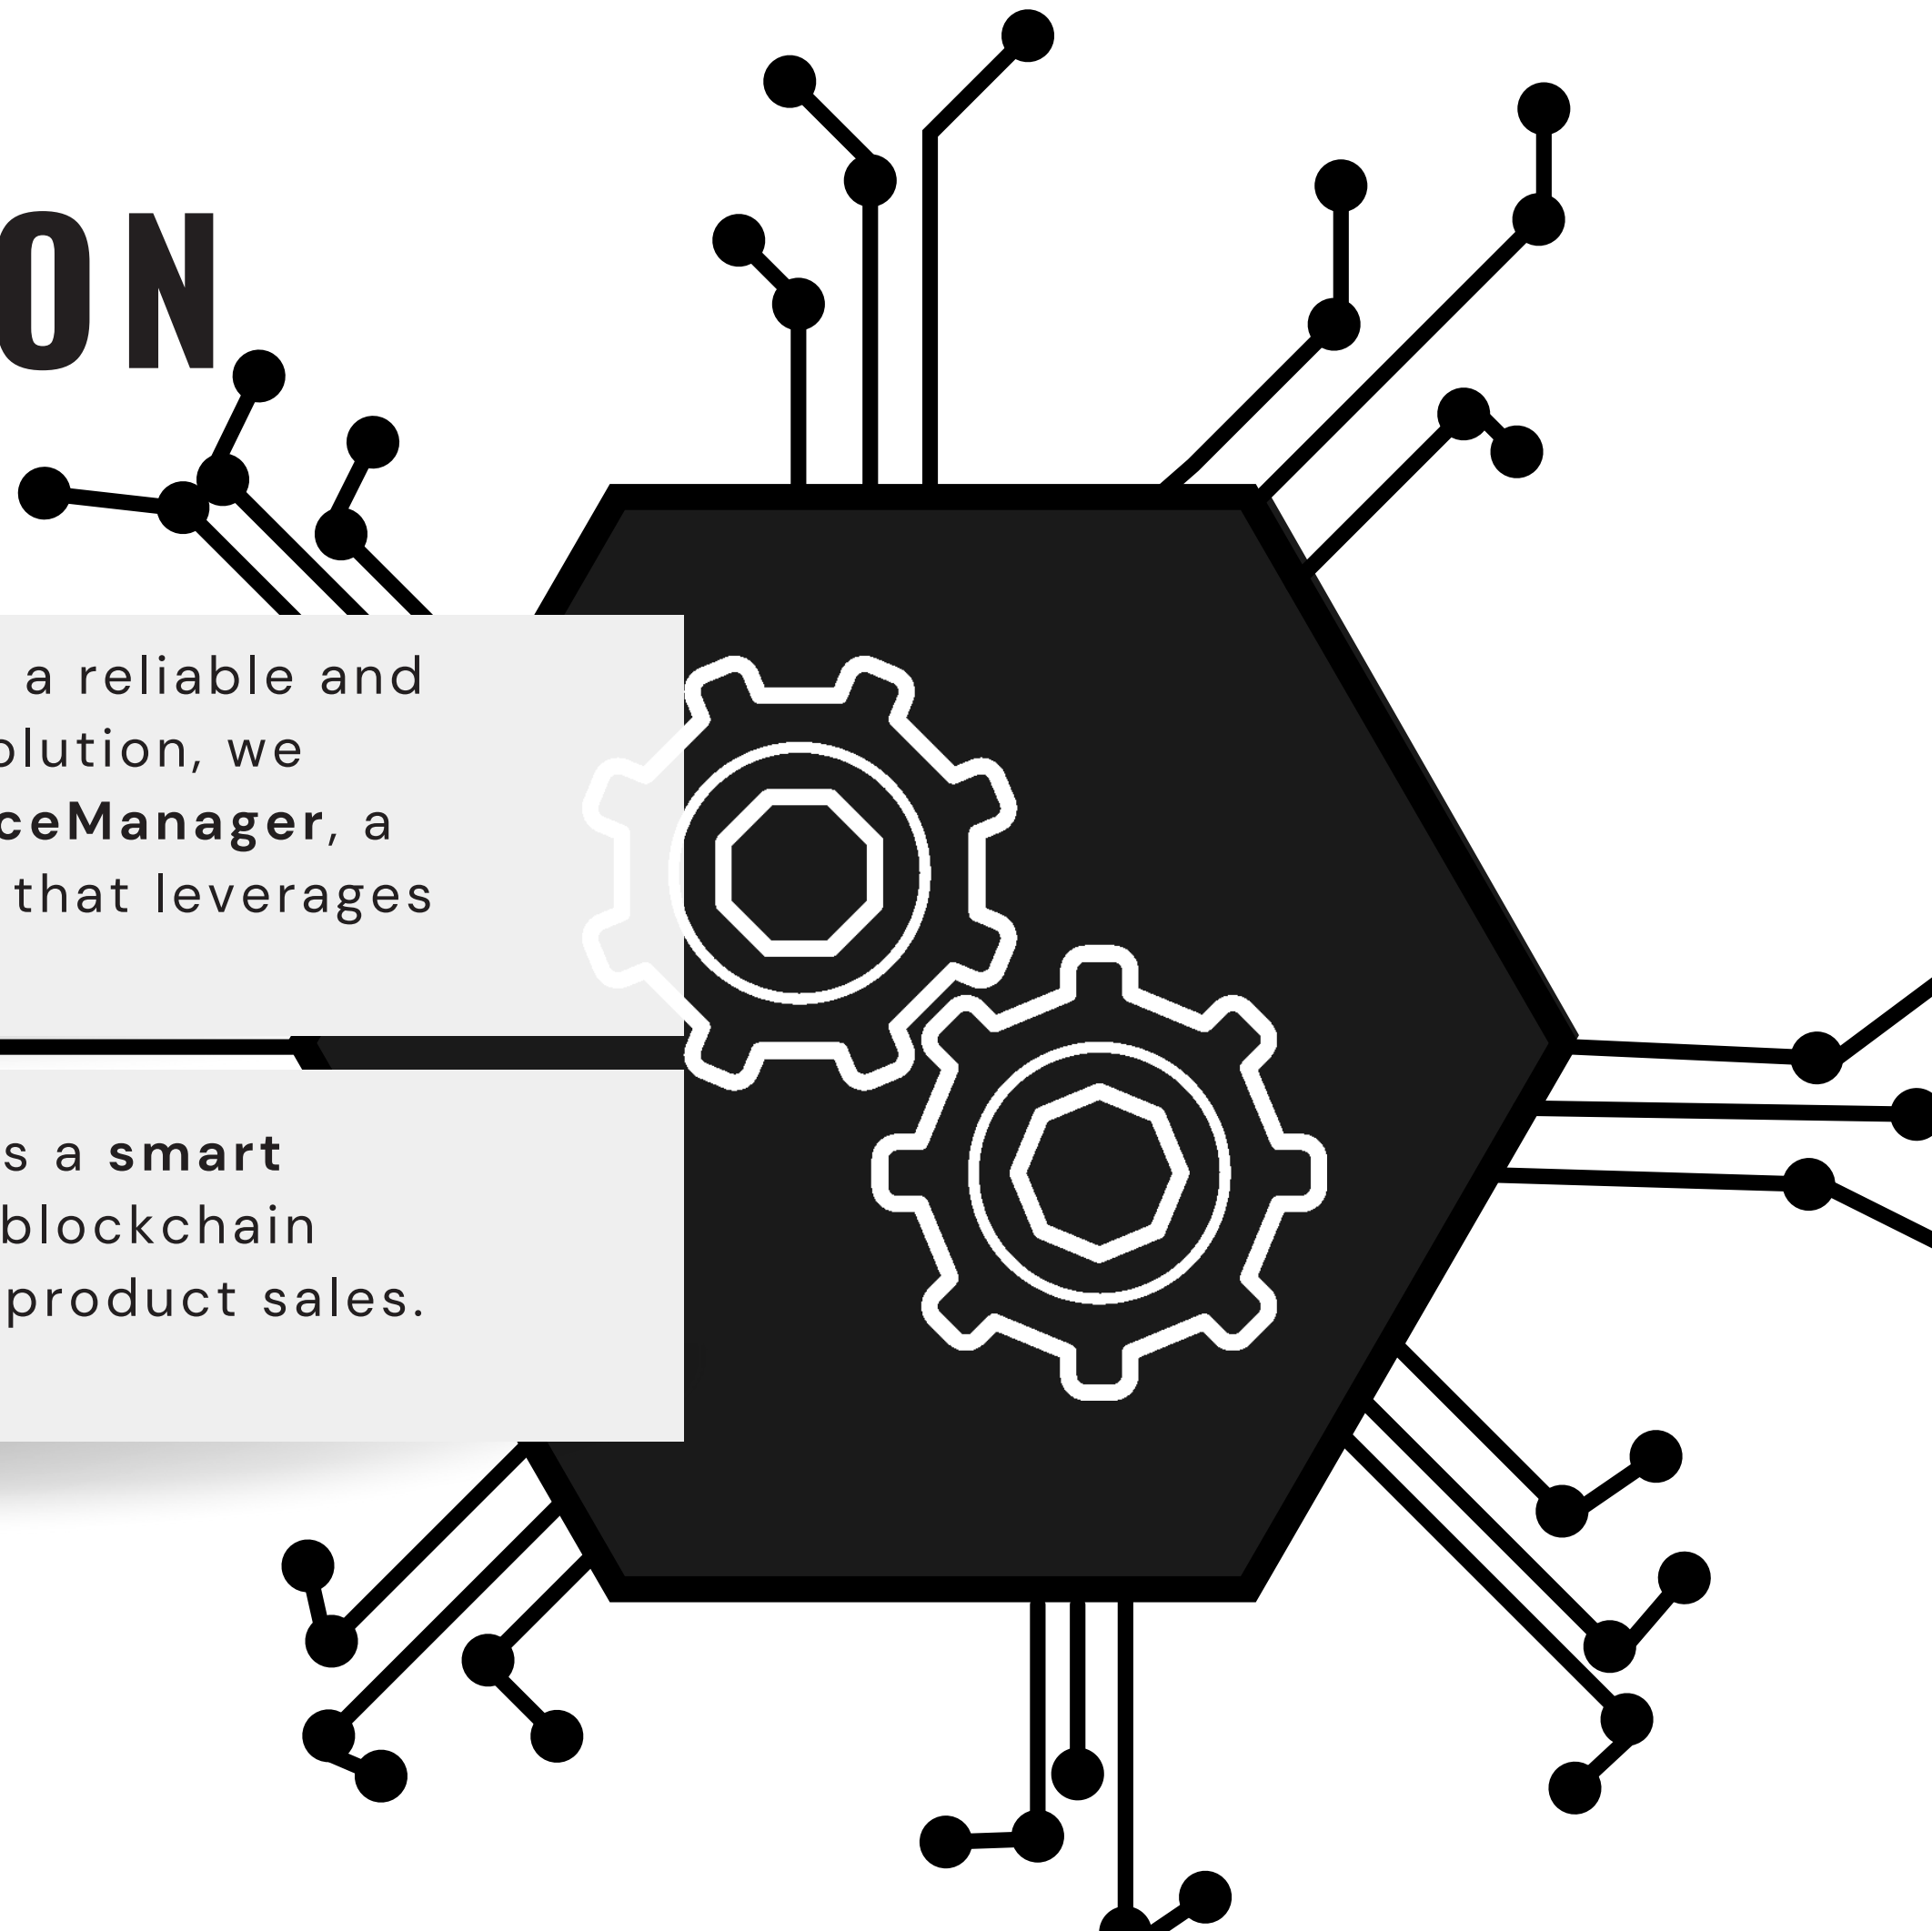 ON
a reliable and
olution, we
ceManager, a
that leverages
s a smart
blockchain
product sales.